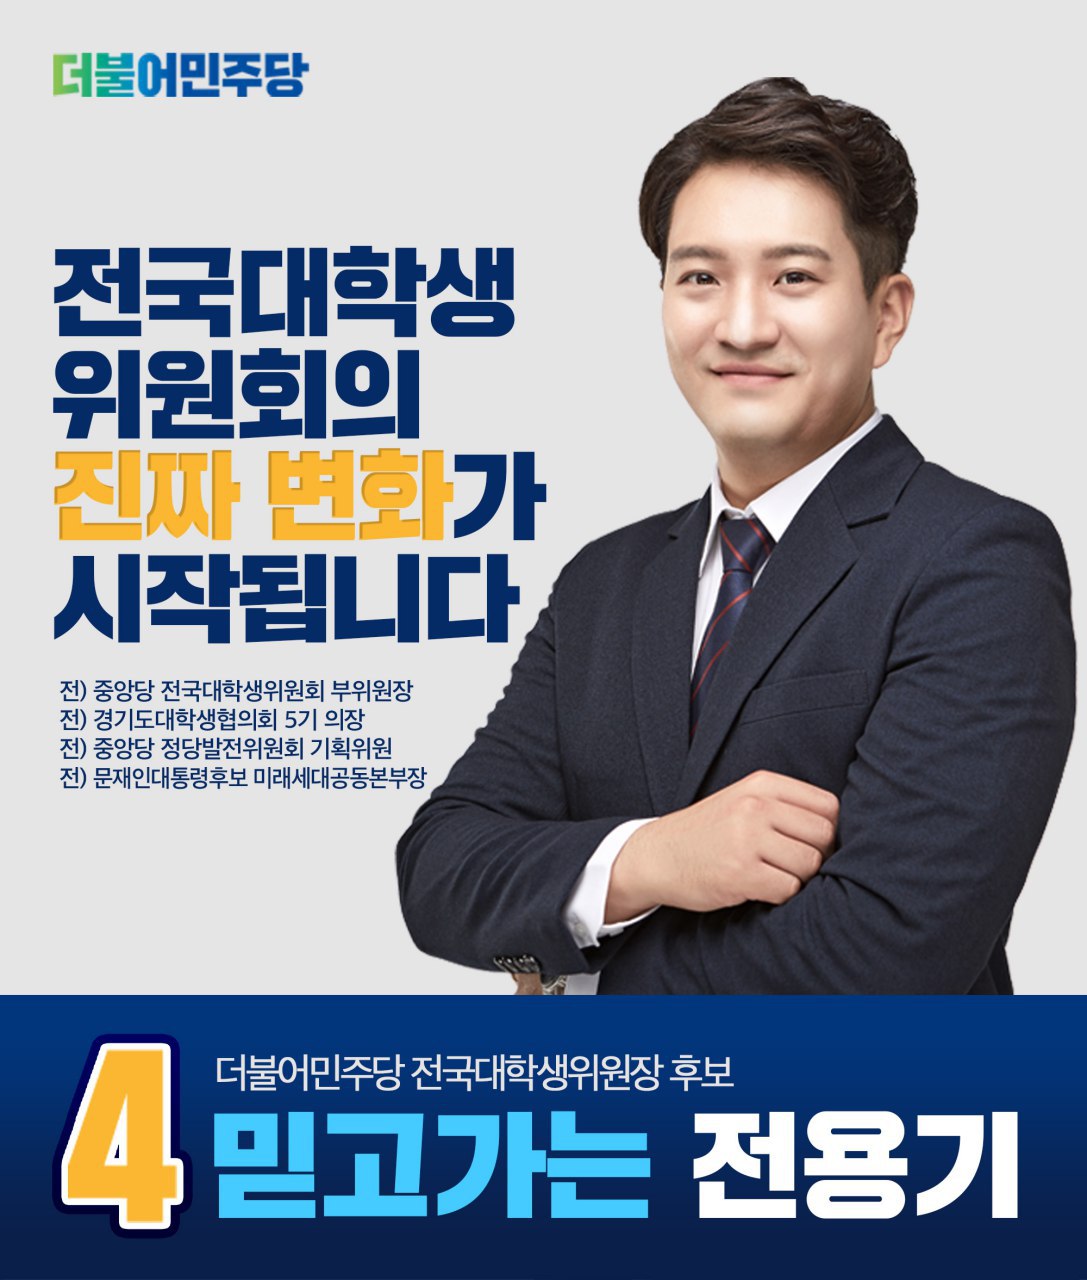 더불어민주당
전국대학생
위원회의
진짜 변화가
시작됩니다
전) 중앙당 전국대학생위원회 부위원장
전) 경기도대학생협의회 5기 의장
전) 중앙당 정당발전위원회 기획위원
전) 문재인대통령후보 미래세대공동본부장
4
더불어민주당 전국대학생위원장 후보
믿고가는 전용기